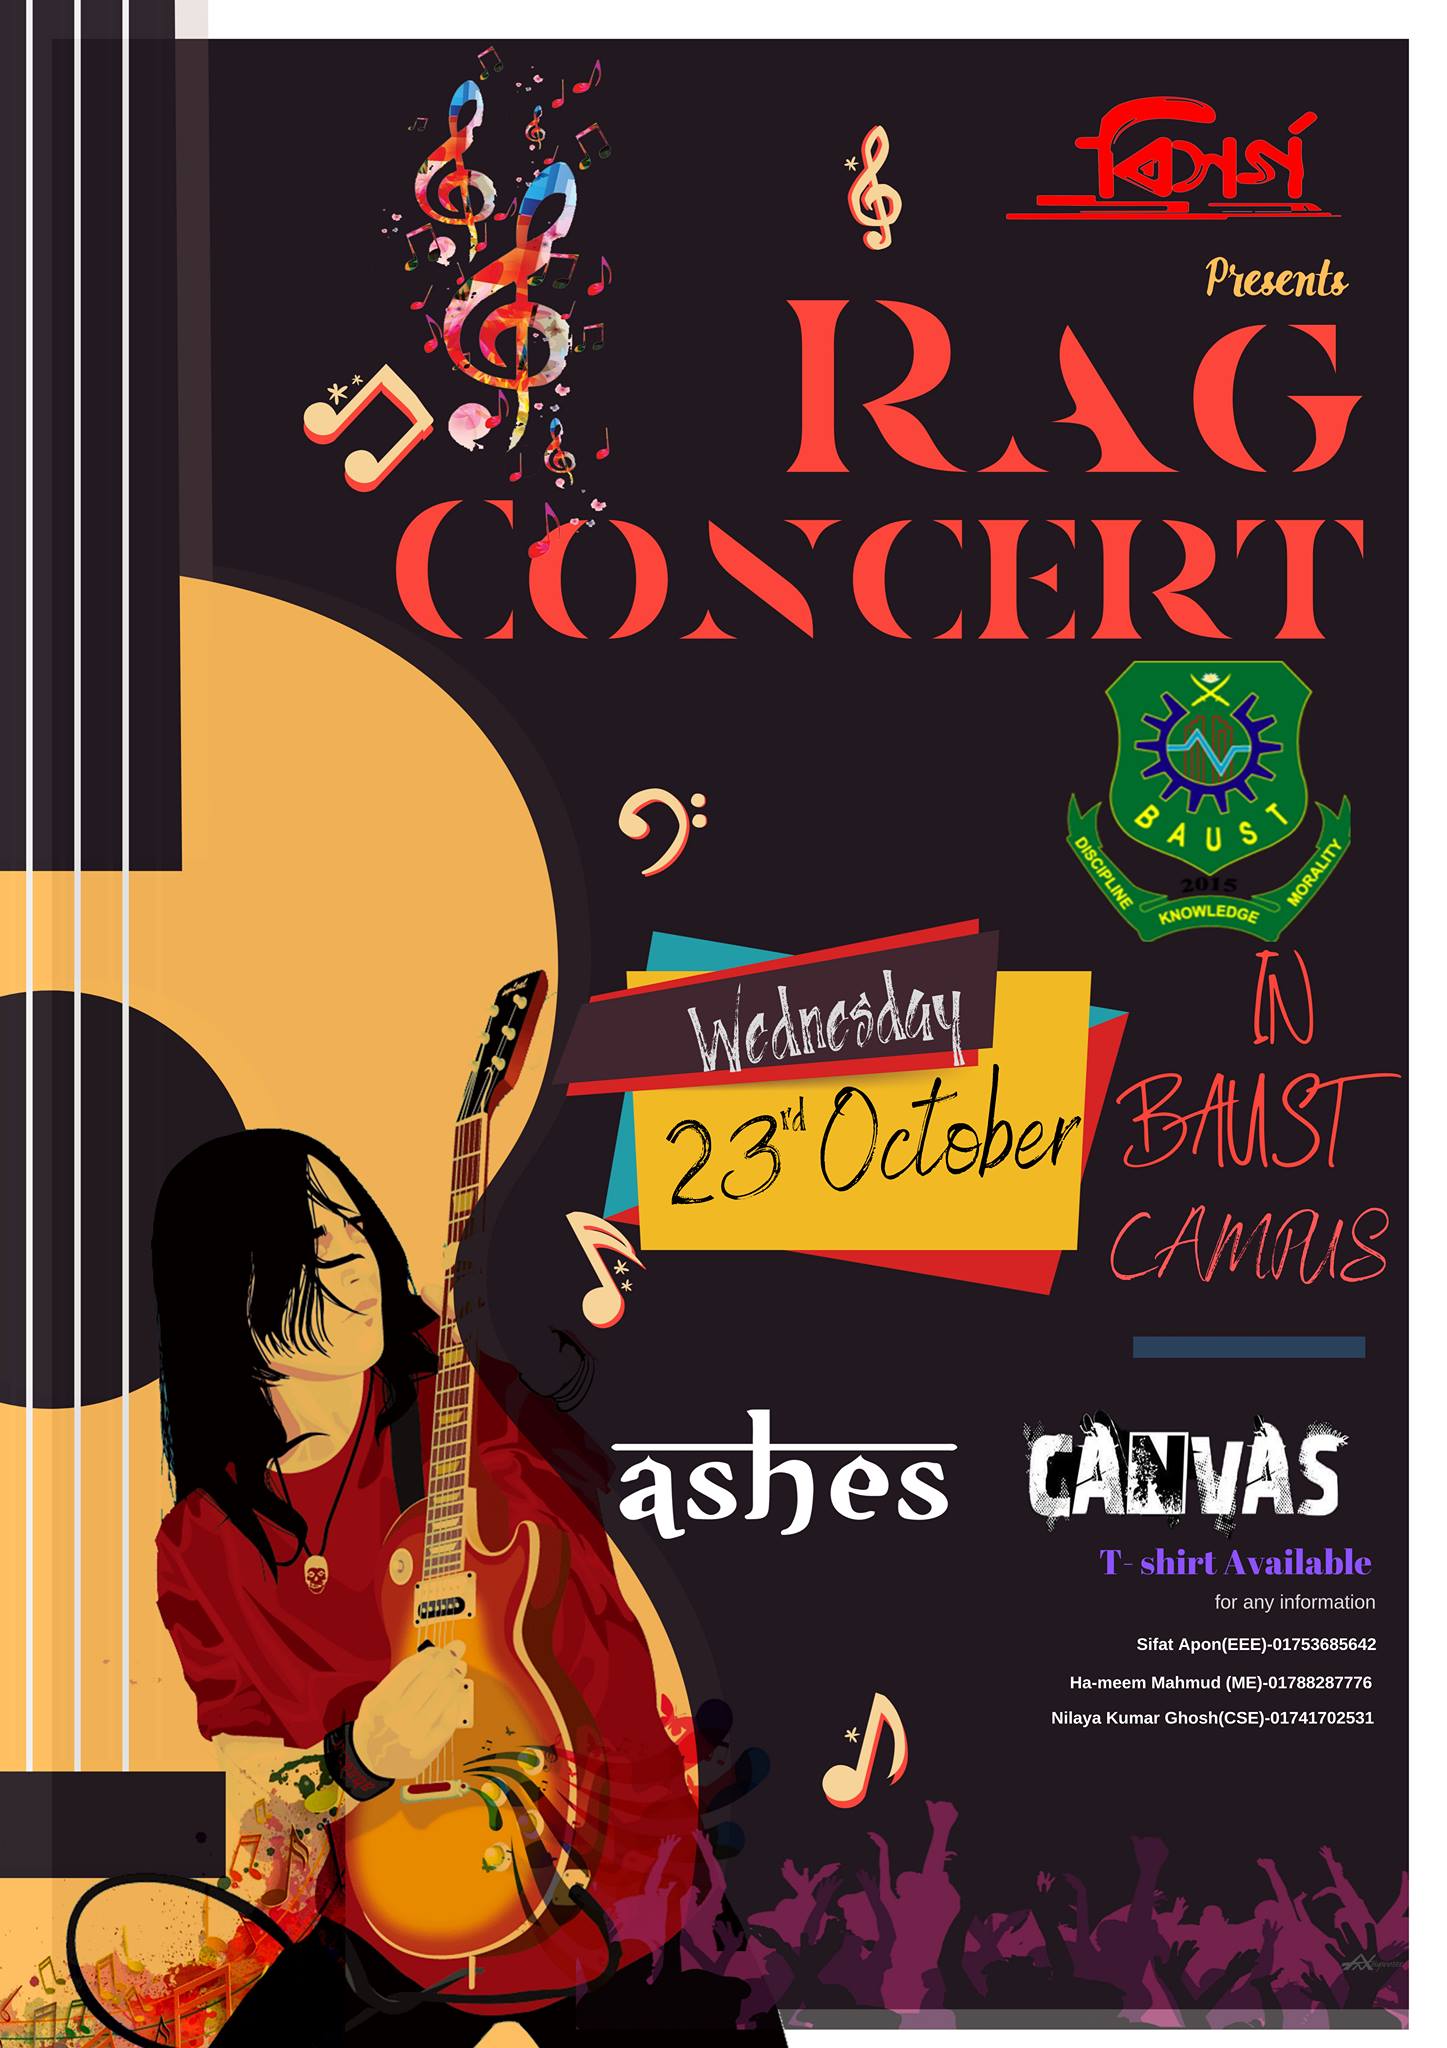 বিসর্গ
Presents
RAG
CONCERT
BAUST
2015
DISCIPLINE
KNOWLEDGE
MORALITY
IN
BAUST
CAMPUS
Wednesday
23rd October
ashes
CANVAS
T- shirt Available
for any information
Sifat Apon(EEE)-01753685642
Ha-meem Mahmud (ME)-01788287776
Nilaya Kumar Ghosh(CSE)-01741702531